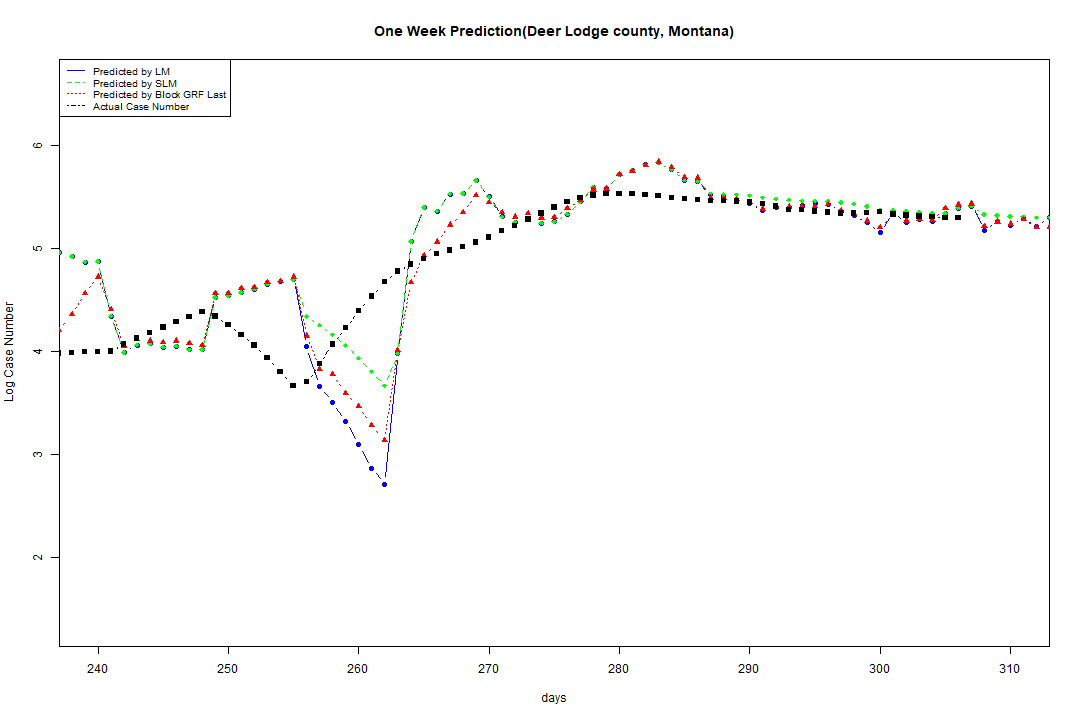 One Week Prediction(Deer Lodge county, Montana)
Predicted by LM
Predicted by SLM
Predicted by Block GRF Last
Actual Case Number
6
5
4
3
2
Log Case Number
240 250 260 270 280 290 300 310
days